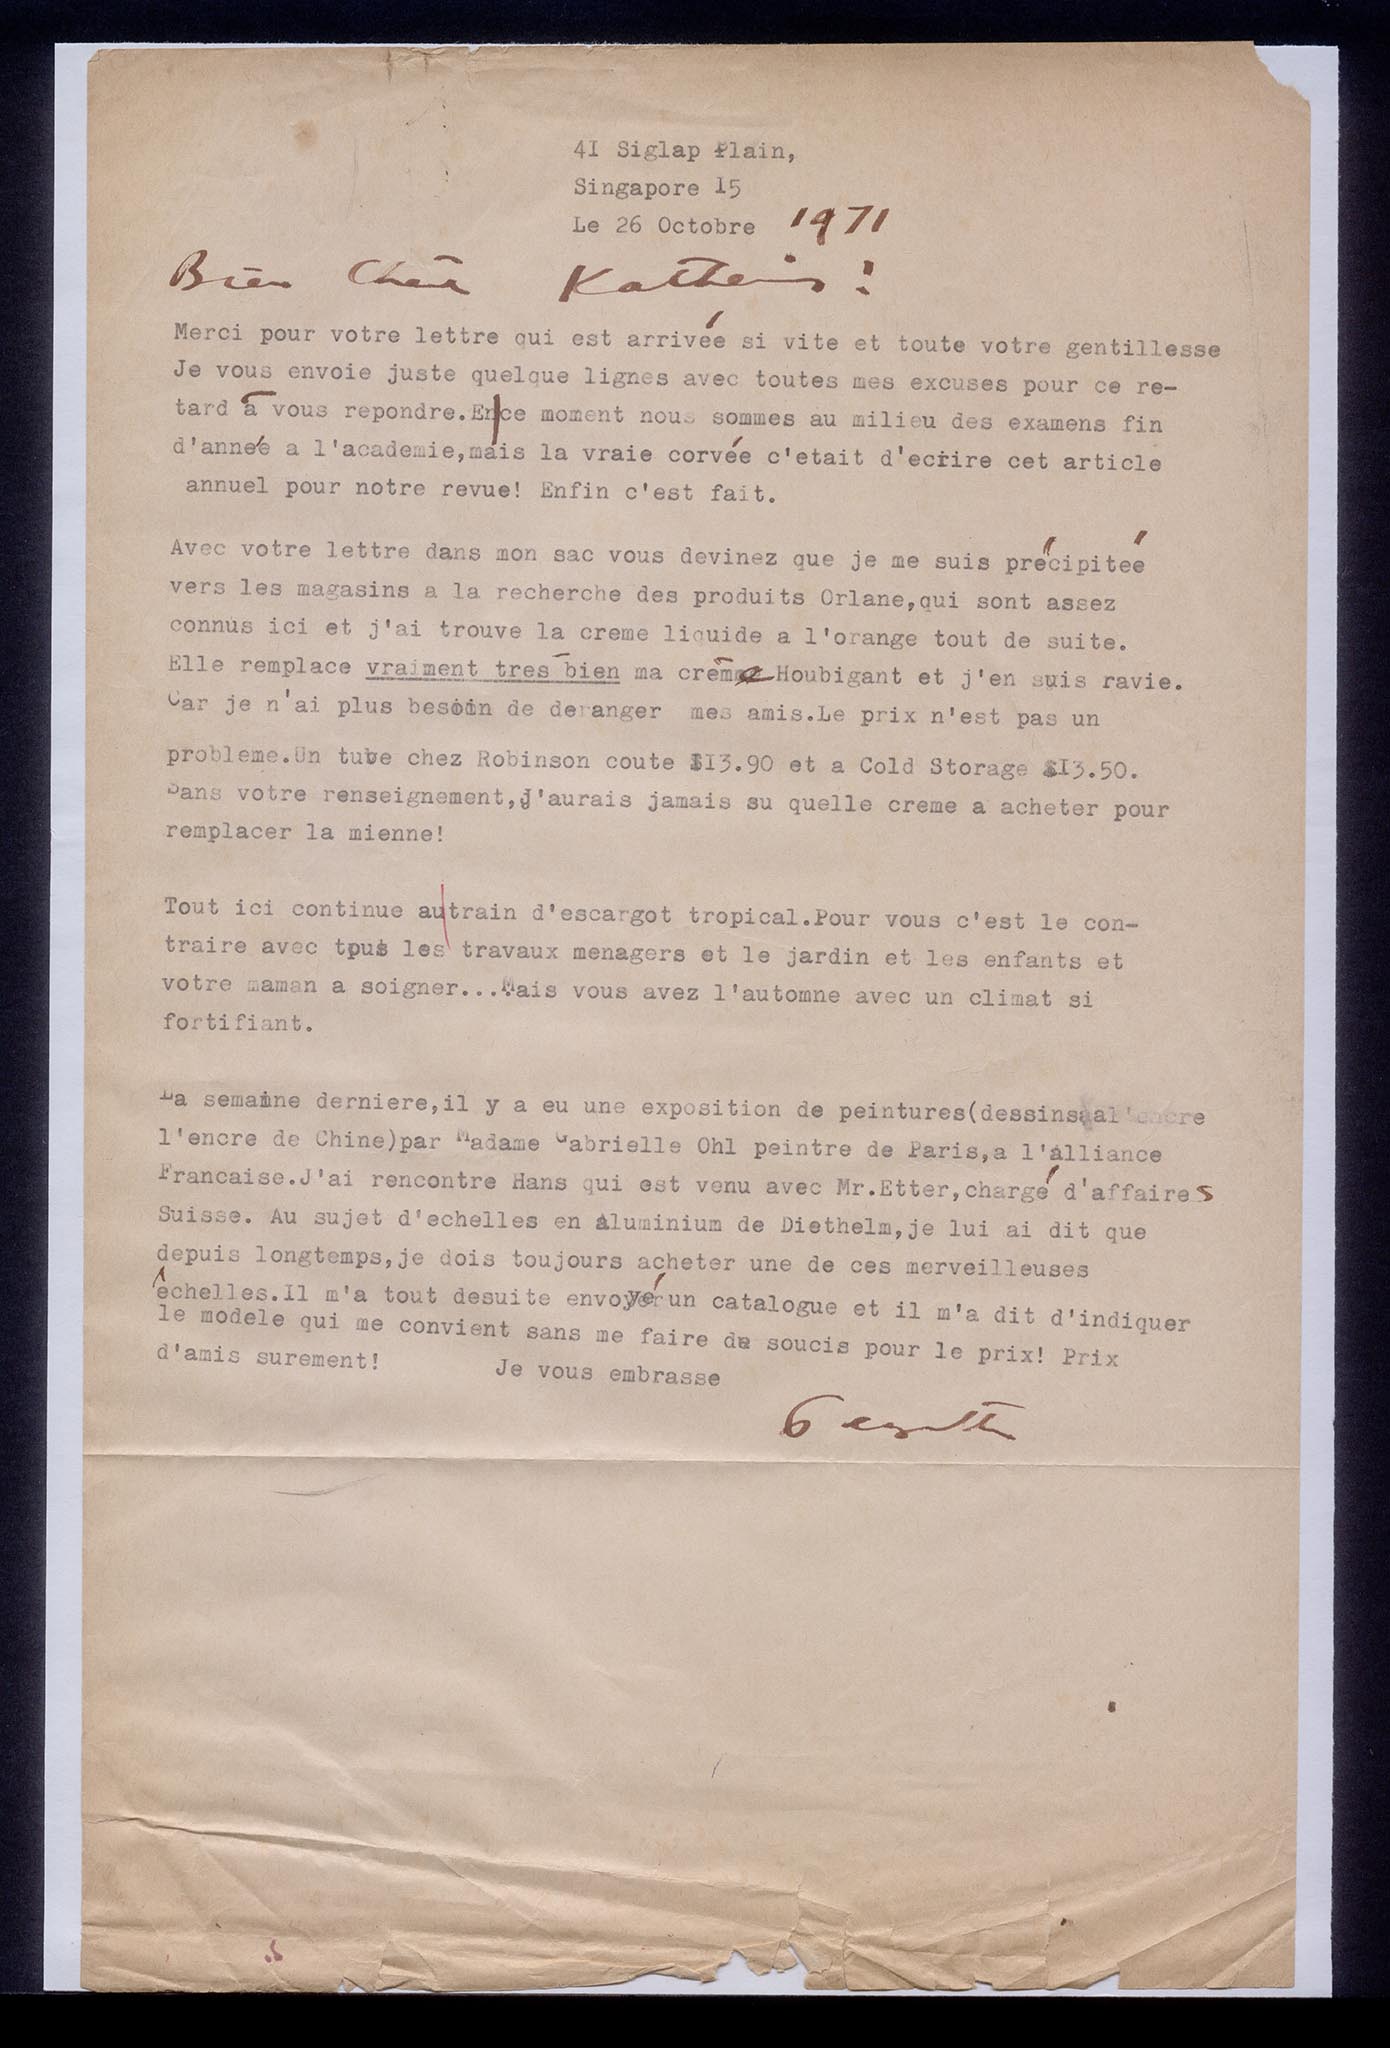 41 Siglap Plain,
Singapore 15
Le 26 Octobre 1971
Bien Chère
Merci pour votre lettre qui est arrivée si vite et toute votre gentillesse
Je vous envoie juste quelque lignes avec toutes mes excuses pour ce re-
tard à vous repondre.En|ce moment nous sommes au milieu des examens fin
d'année a l'academie,mais la vraie corvée c'etait d'ecrire cet article
annuel pour notre revue! Enfin c'est fait.
Avec votre lettre dans mon sac vous devinez que je me suis précipiteé
vers les magasins a la recherche des produits Orlane,qui sont assez
connus ici et j'ai trouve la creme liquide a l'orange tout de suite.
Elle remplace vraiment tres bien ma crème Houbigant et j'en suis ravie.
Car je n'ai plus besoin de deranger mes amis.Le prix n'est pas un
probleme.Un tube chez Robinson coute $13.90 et a Cold Storage $13.50.
Sans votre renseignement,j'aurais jamais su quelle creme a acheter pour
remplacer la mienne!
Tout ici continue au|train d'escargot tropical.Pour vous c'est le con-
traire avec tous les travaux menagers et le jardin et les enfants et
votre maman a soigner...Mais vous avez l'automne avec un climat si
fortifiant.
La semaine derniere,il y a eu une exposition de peintures(dessins a l'encre
l'encre de Chine)par Madame Gabrielle Ohl peintre de Paris,a l'Alliance
Francaise.J'ai rencontre Hans qui est venu avec Mr.Etter,chargé d'affaires
Suisse. Au sujet d'echelles en Aluminium de Diethelm,je lui ai dit que
depuis longtemps,je dois toujours acheter une de ces merveilleuses
échelles.Il m'a tout desuite envoyé un catalogue et il m'a dit d'indiquer
le modele qui me convient sans me faire de soucis pour le prix! Prix
d'amis surement! Je vous embrasse